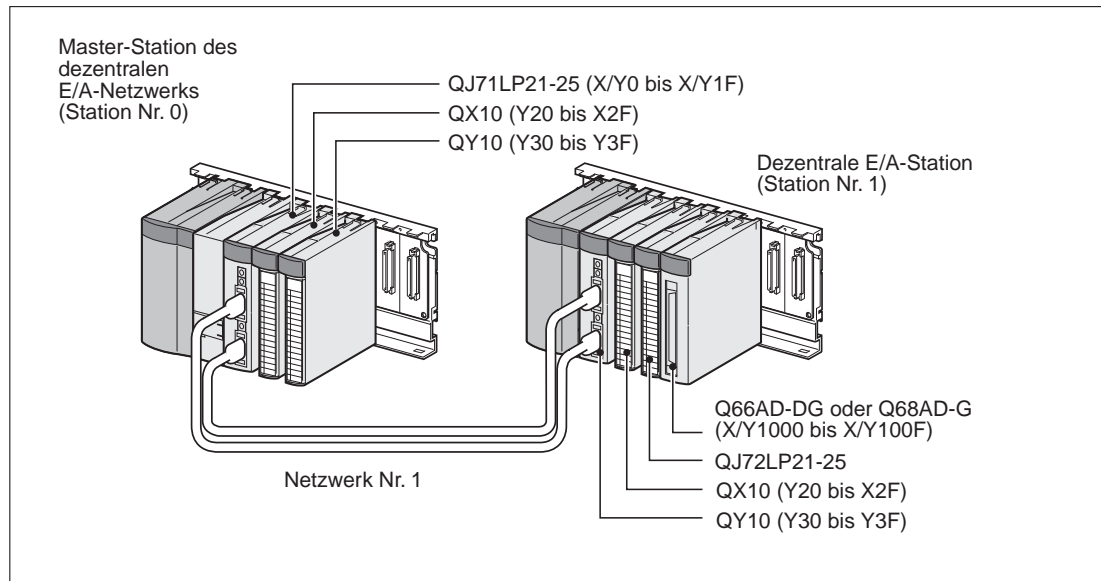 Master-Station des
dezentralen
E/A-Netzwerks
(Station Nr. 0)
QJ71LP21-25 (X/Y0 bis X/Y1F)
QX10 (Y20 bis X2F)
QY10 (Y30 bis Y3F)
Dezentrale E/A-Station
(Station Nr. 1)
Q66AD-DG oder Q68AD-G
(X/Y1000 bis X/Y100F)
QJ72LP21-25
QX10 (Y20 bis X2F)
QY10 (Y30 bis Y3F)
Netzwerk Nr. 1